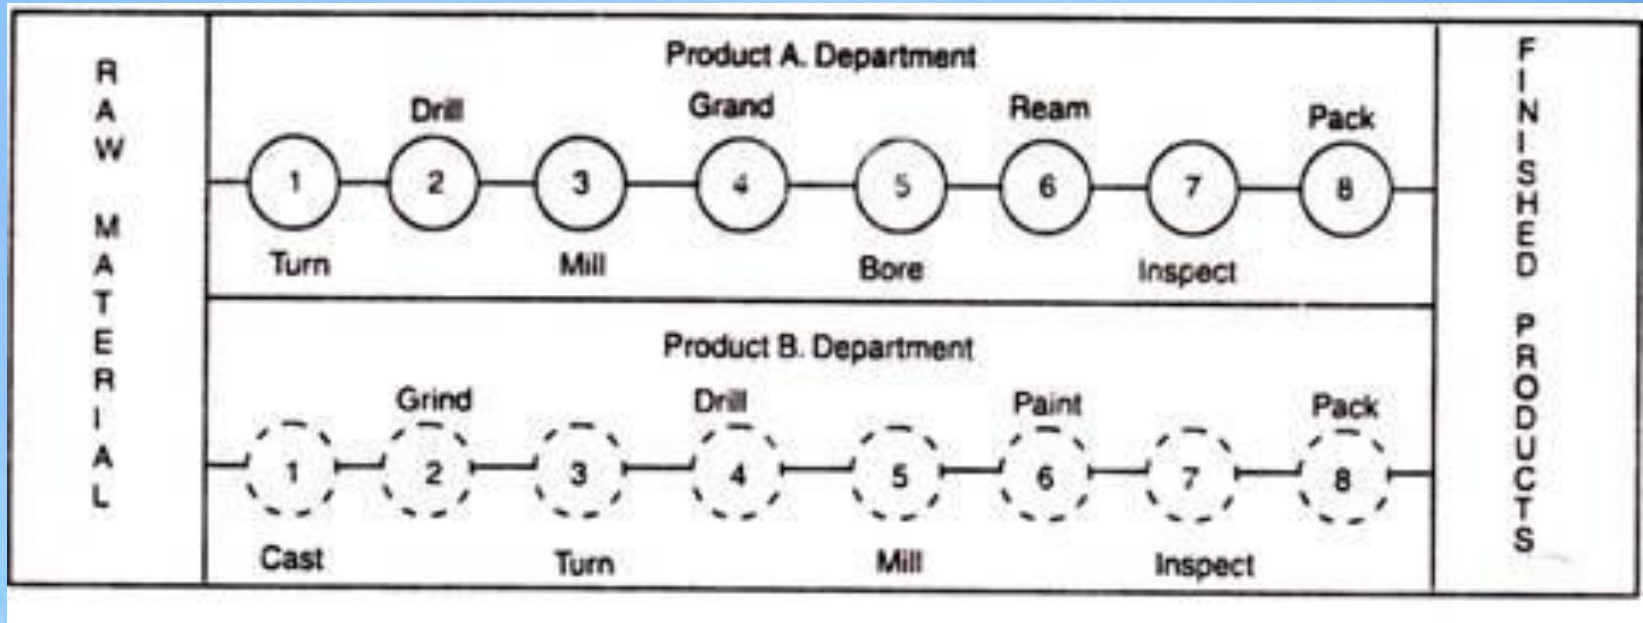 RAW MATERIAL
Product A. Department
Drill Grand Ream Pack
1 2 3 4 5 6 7 8
Turn Mill Bore Inspect
Product B. Department
Grind Drill Paint Pack
1 2 3 4 5 6 7 8
Cast Turn Mill Inspect
FINISHED PRODUCTS